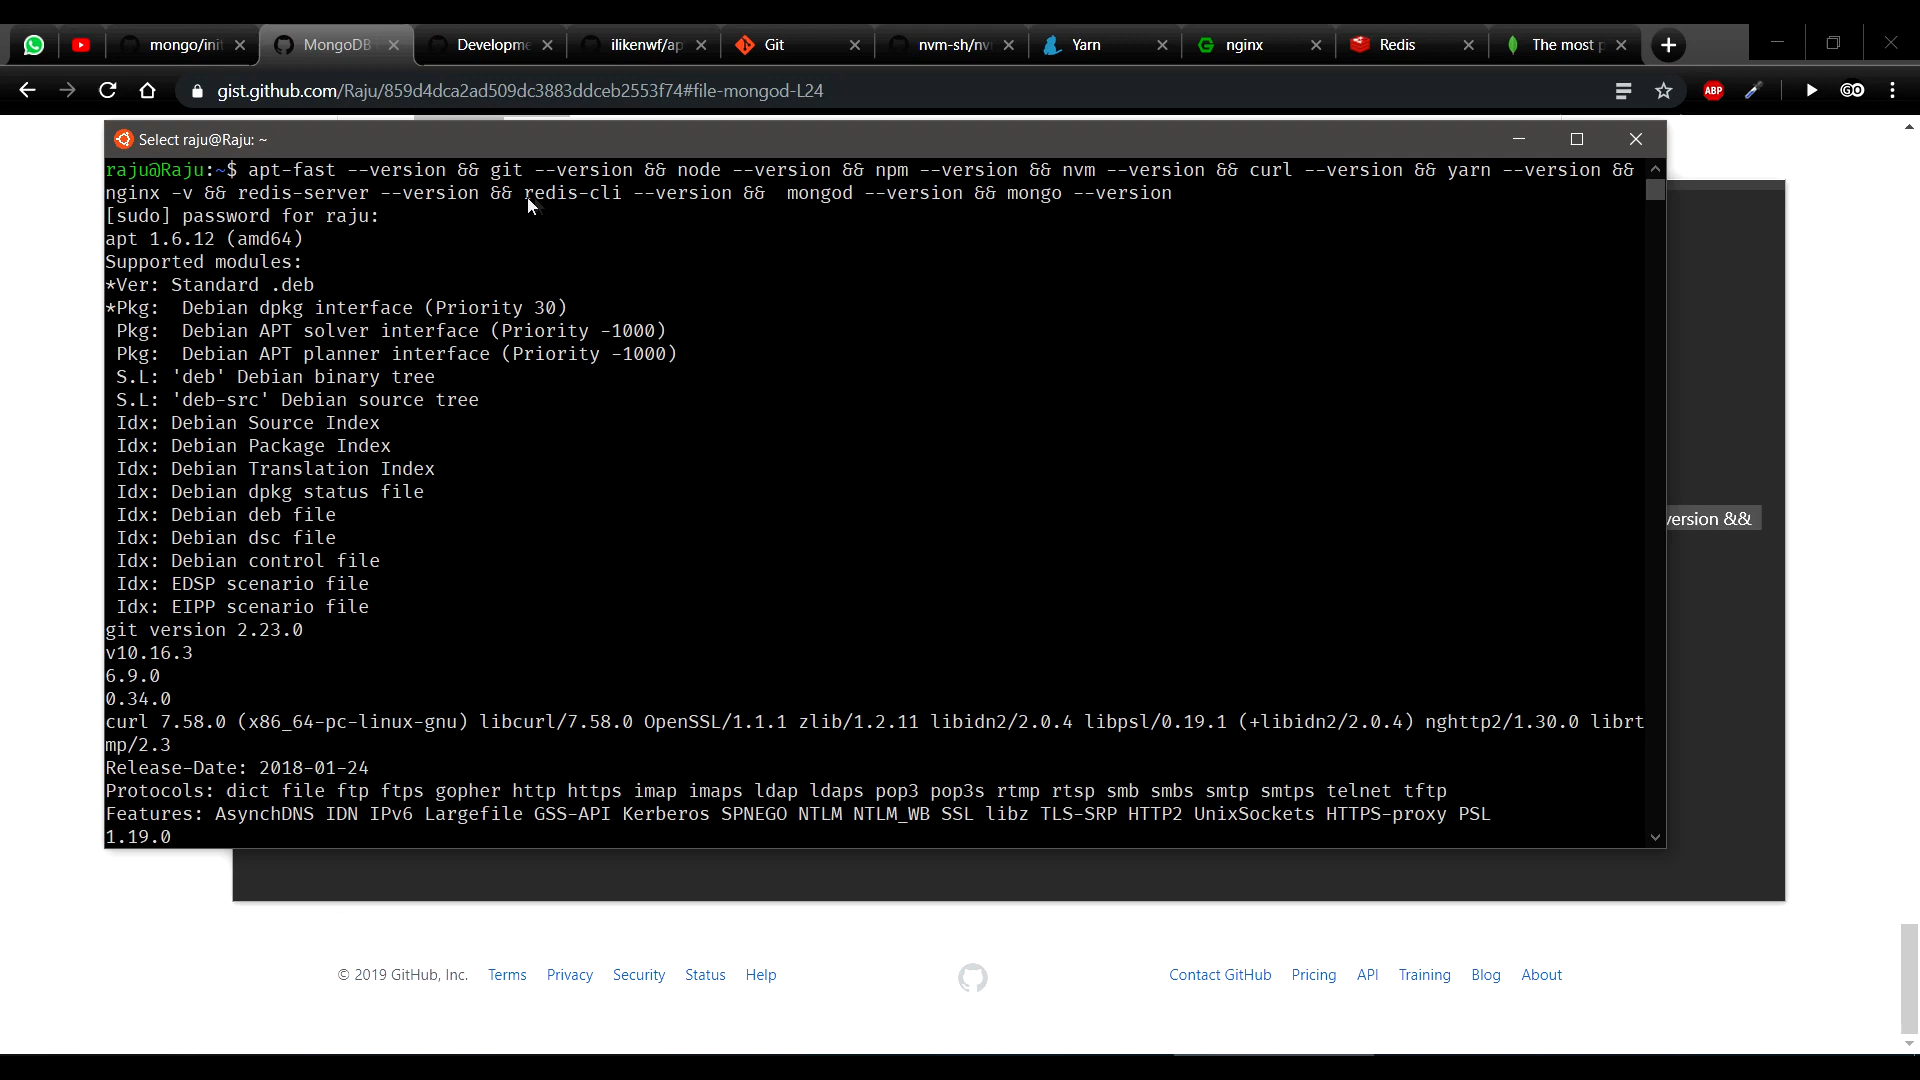 mongo/ini
MongoDB
Developme
ilikenwf/ap
Git
nvm-sh/nv
Yarn
nginx
Redis
The most p
gist.github.com/Raju/859d4dca2ad509dc3883ddceb2553f74#file-mongod-L24
ABP
GO
Select raju@Raju: ~
raju@Raju:~$ apt-fast --version && git --version && node --version && npm --version && nvm --version && curl --version && yarn --version &&
nginx -v && redis-server --version && redis-cli --version &&  mongod --version && mongo --version
[sudo] password for raju:
apt 1.6.12 (amd64)
Supported modules:
*Ver: Standard .deb
*Pkg:  Debian dpkg interface (Priority 30)
 Pkg:  Debian APT solver interface (Priority -1000)
 Pkg:  Debian APT planner interface (Priority -1000)
 S.L: 'deb' Debian binary tree
 S.L: 'deb-src' Debian source tree
 Idx: Debian Source Index
 Idx: Debian Package Index
 Idx: Debian Translation Index
 Idx: Debian dpkg status file
 Idx: Debian deb file
 Idx: Debian dsc file
 Idx: Debian control file
 Idx: EDSP scenario file
 Idx: EIPP scenario file
version &&
git version 2.23.0
v10.16.3
6.9.0
0.34.0
curl 7.58.0 (x86_64-pc-linux-gnu) libcurl/7.58.0 OpenSSL/1.1.1 zlib/1.2.11 libidn2/2.0.4 libpsl/0.19.1 (+libidn2/2.0.4) nghttp2/1.30.0 librt
mp/2.3
Release-Date: 2018-01-24
Protocols: dict file ftp ftps gopher http https imap imaps ldap ldaps pop3 pop3s rtmp rtsp smb smbs smtp smtps telnet tftp
Features: AsynchDNS IDN IPv6 Largefile GSS-API Kerberos SPNEGO NTLM NTLM_WB SSL libz TLS-SRP HTTP2 UnixSockets HTTPS-proxy PSL
1.19.0
© 2019 GitHub, Inc. Terms Privacy Security Status Help
Contact GitHub Pricing API Training Blog About